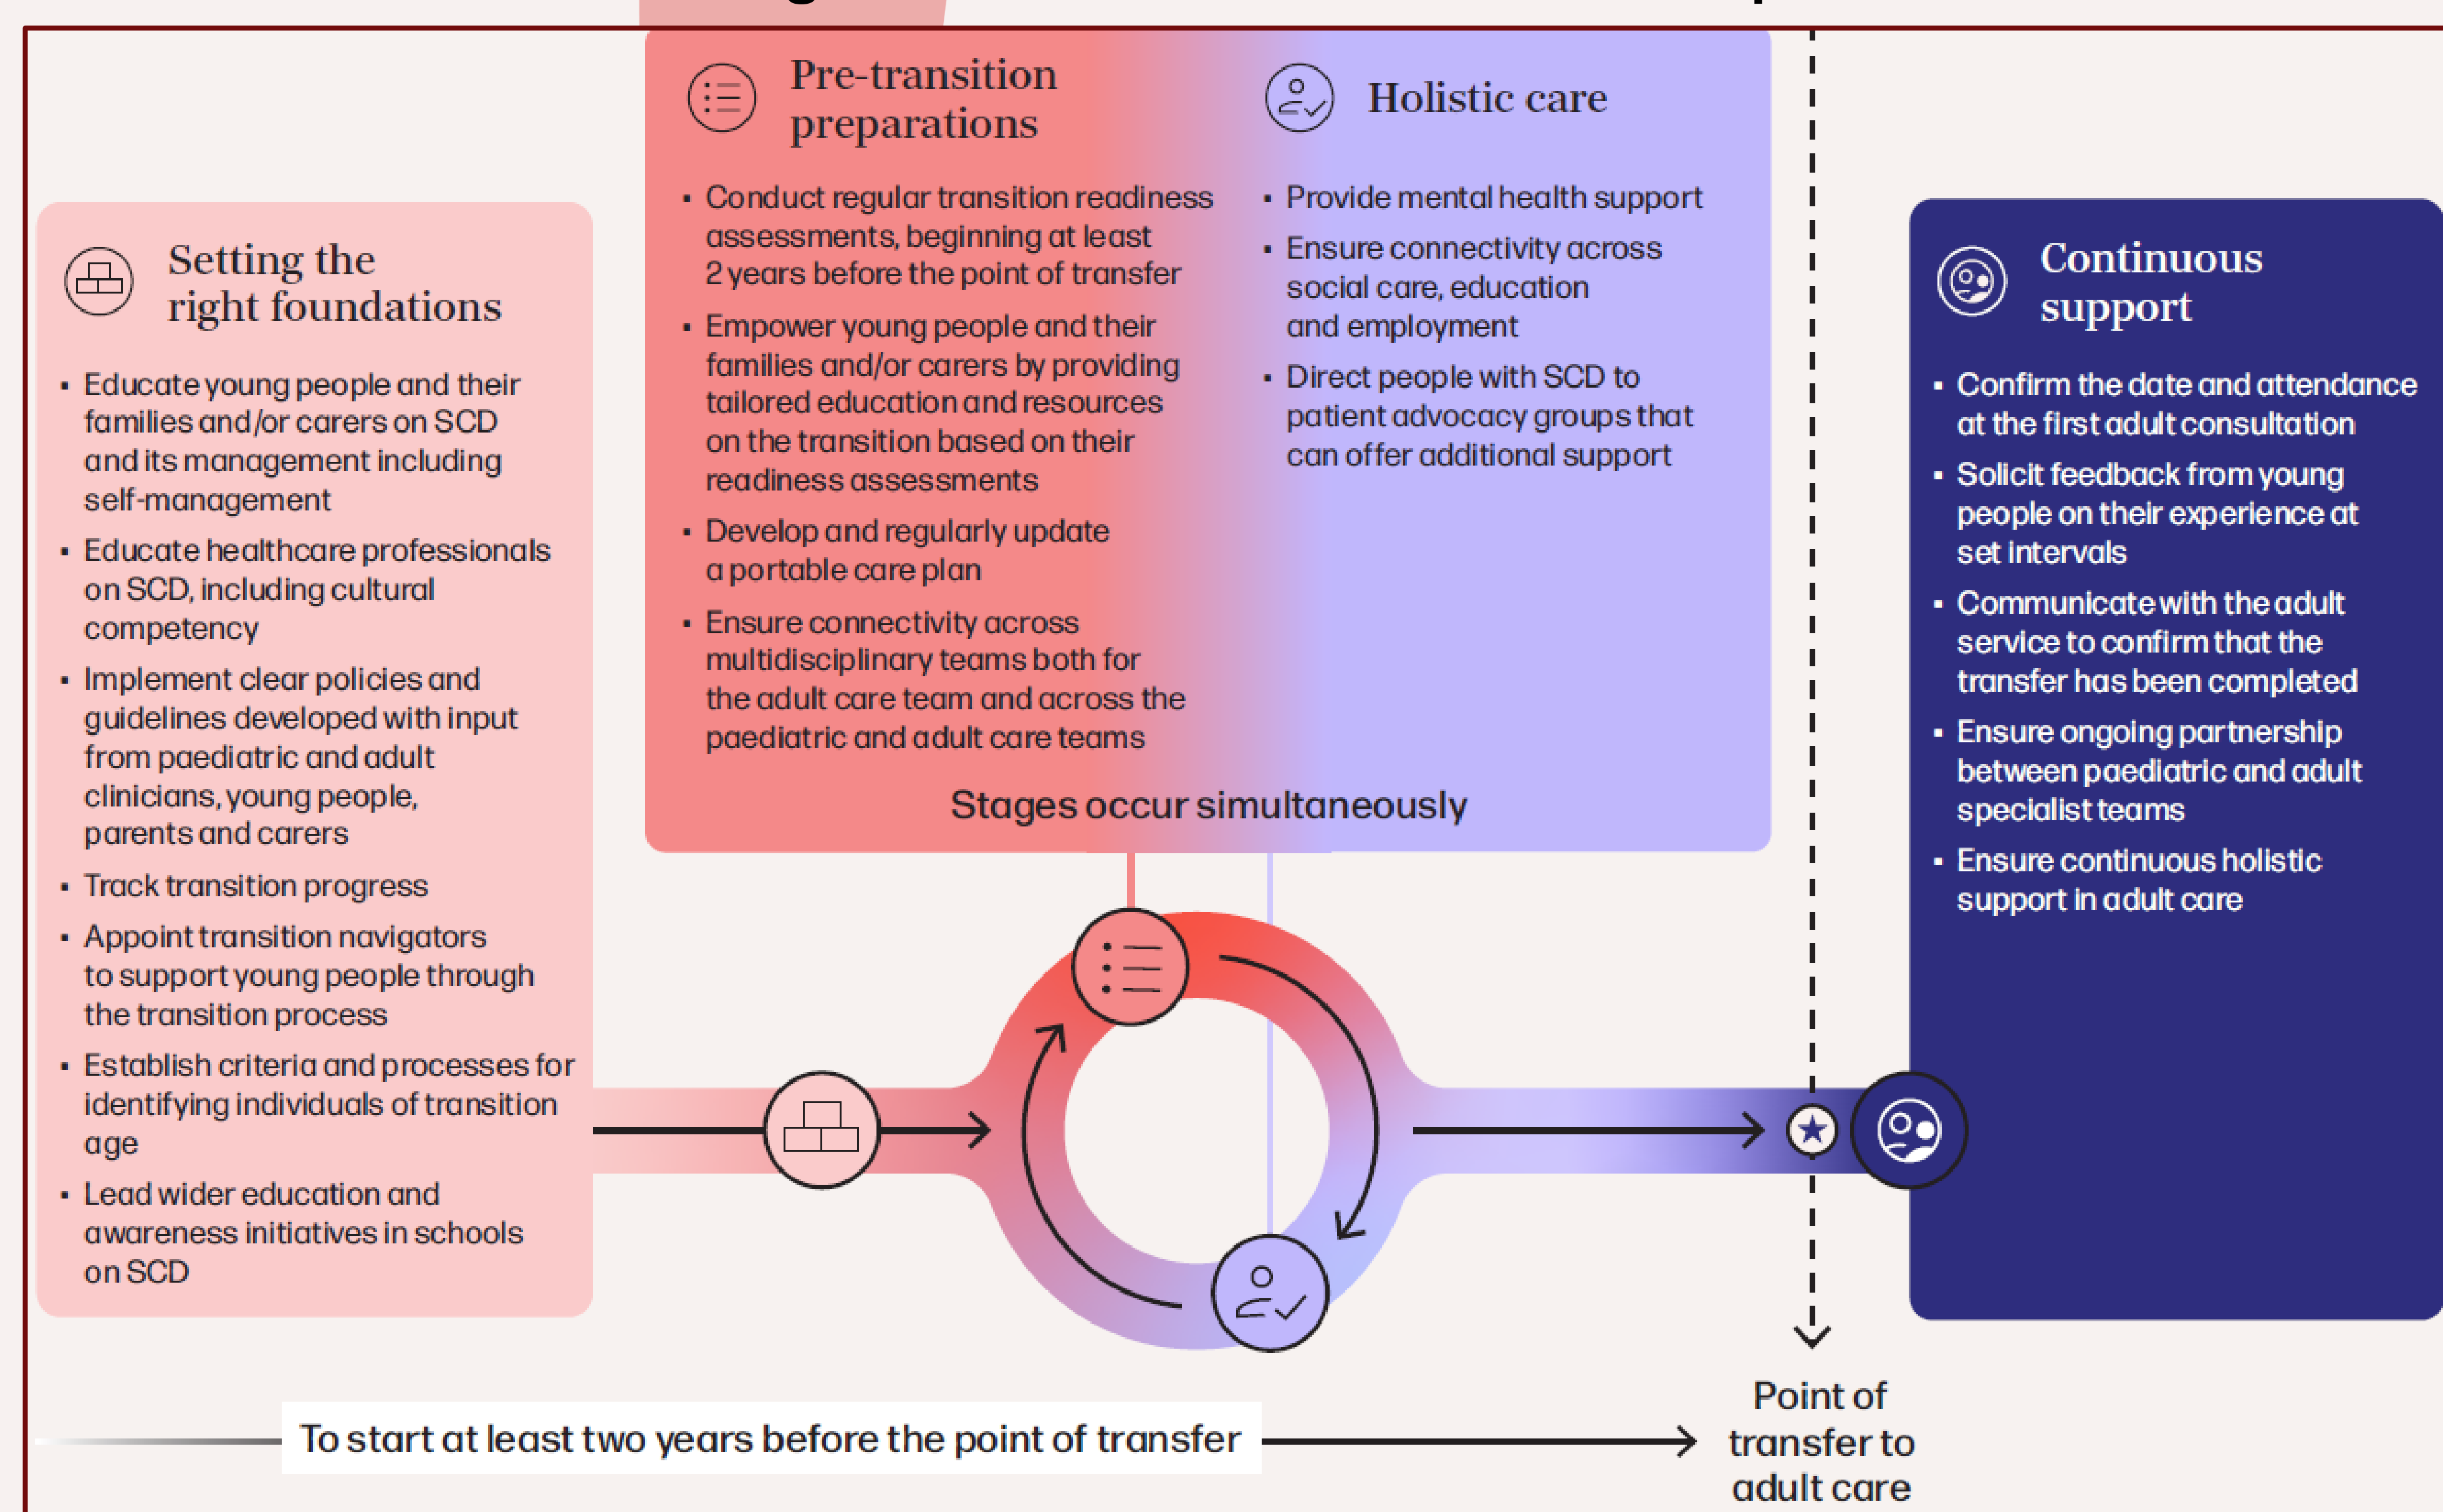 Setting the
right foundations
▪ Educate young people and their
families and/or carers on SCD
and its management including
self-management
▪ Educate healthcare professionals
on SCD, including cultural
competency
▪ Implement clear policies and
guidelines developed with input
from paediatric and adult
clinicians, young people,
parents and carers
▪ Track transition progress
▪ Appoint transition navigators
to support young people through
the transition process
▪ Establish criteria and processes for
identifying individuals of transition
age
▪ Lead wider education and
awareness initiatives in schools
on SCD
Pre-transition
preparations
▪ Conduct regular transition readiness
assessments, beginning at least
2 years before the point of transfer
▪ Empower young people and their
families and/or carers by providing
tailored education and resources
on the transition based on their
readiness assessments
▪ Develop and regularly update
a portable care plan
▪ Ensure connectivity across
multidisciplinary teams both for
the adult care team and across the
paediatric and adult care teams
Holistic care
▪ Provide mental health support
▪ Ensure connectivity across
social care, education
and employment
▪ Direct people with SCD to
patient advocacy groups that
can offer additional support
Stages occur simultaneously
Continuous
support
▪ Confirm the date and attendance
at the first adult consultation
▪ Solicit feedback from young
people on their experience at
set intervals
▪ Communicate with the adult
service to confirm that the
transfer has been completed
▪ Ensure ongoing partnership
between paediatric and adult
specialist teams
▪ Ensure continuous holistic
support in adult care
To start at least two years before the point of transfer
Point of
transfer to
adult care